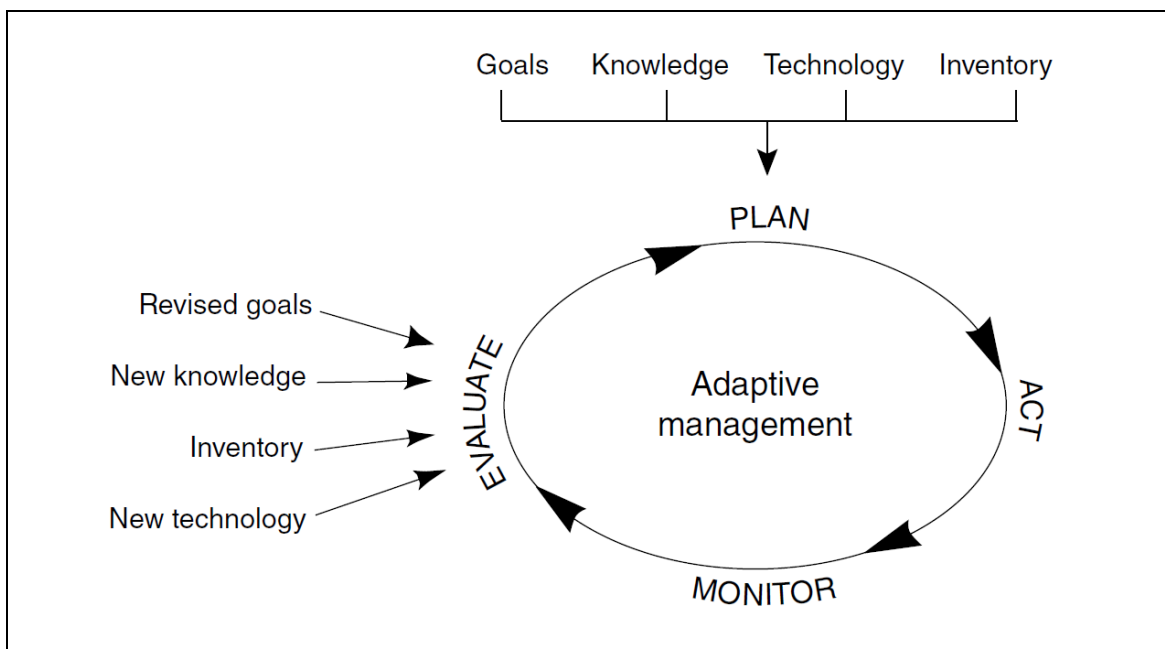 Goals Knowledge Technology Inventory
PLAN
Revised goals
New knowledge
Inventory
New technology
EVALUATE
Adaptive
management
ACT
MONITOR